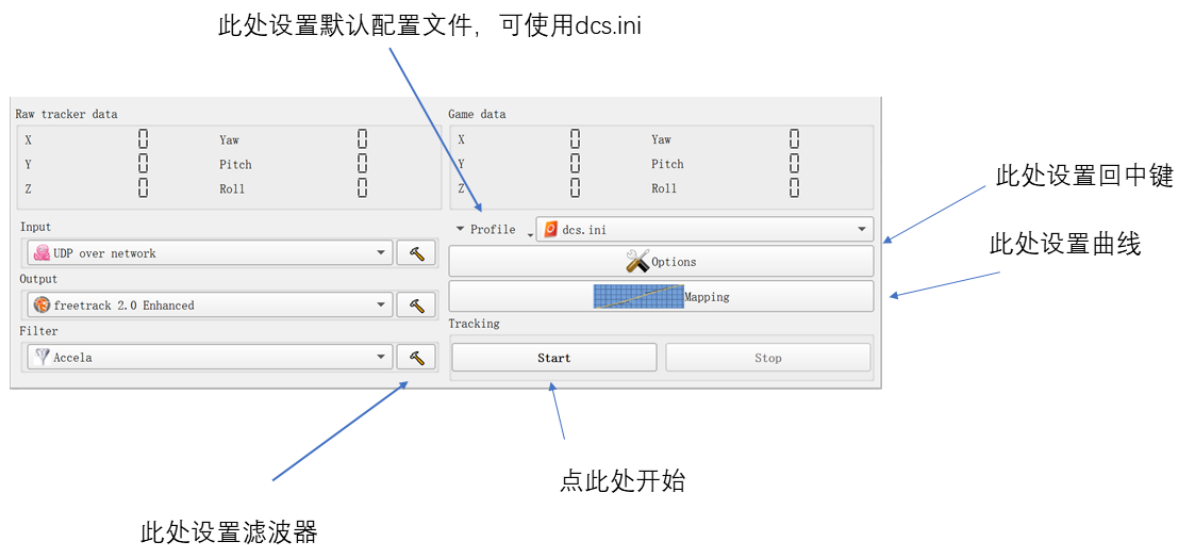 此处设置默认配置文件，可使用dcs.ini
Raw tracker data
X 0 Yaw 0
Y 0 Pitch 0
Z 0 Roll 0
Game data
X 0 Yaw 0
Y 0 Pitch 0
Z 0 Roll 0
此处设置回中键
Input
UDP over network
Profile dcs.ini
Options
此处设置曲线
Output
freetrack 2.0 Enhanced
Mapping
Filter
Accela
Tracking
Start Stop
点此处开始
此处设置滤波器